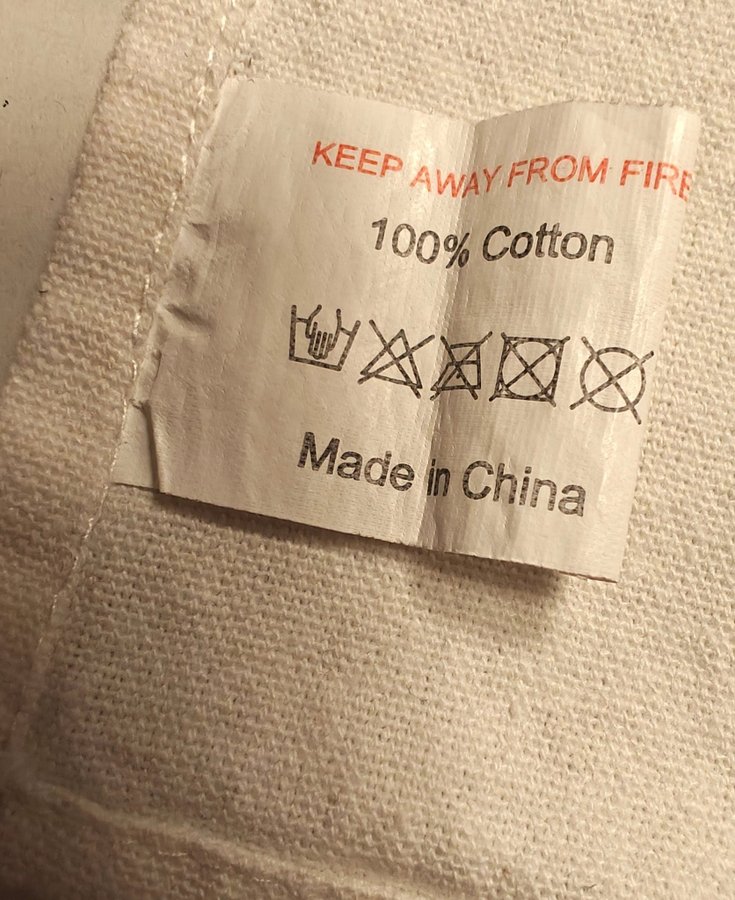 KEEP AWAY FROM FIRE
100% Cotton
Made in China